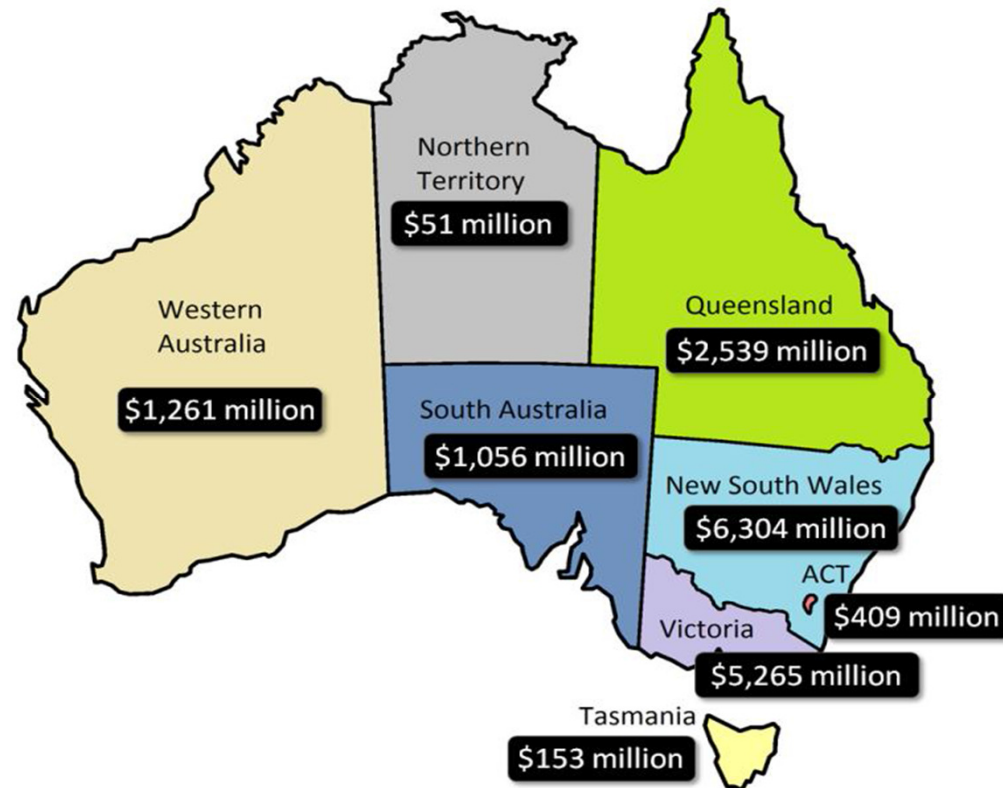 Northern
Territory
$51 million
Western
Australia
$1,261 million
Queensland
$2,539 million
South Australia
$1,056 million
New South Wales
$6,304 million
ACT
$409 million
Victoria
$5,265 million
Tasmania
$153 million